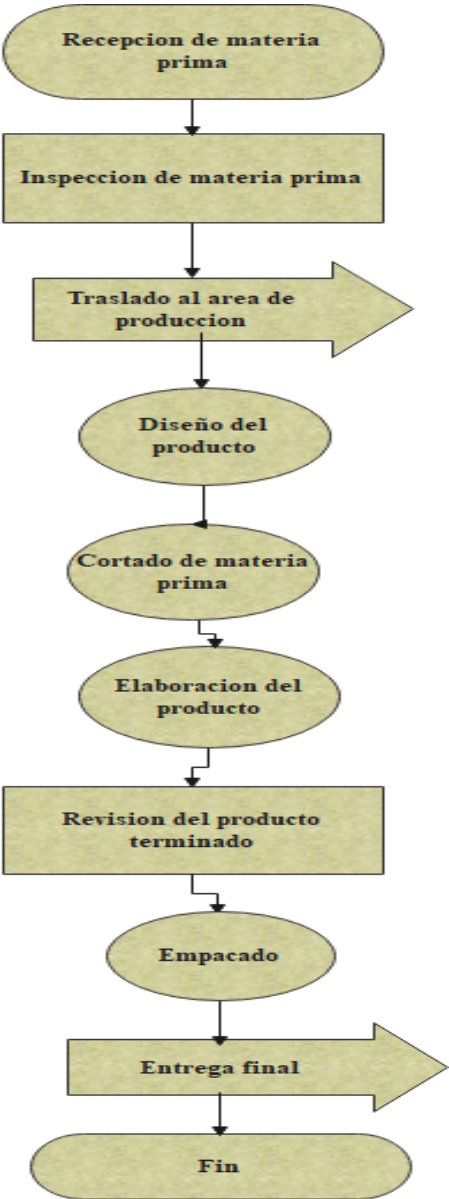 Recepcion de materia
prima
Inspeccion de materia prima
Traslado al area de
produccion
Diseño del
producto
Cortado de materia
prima
Elaboracion del
producto
Revision del producto
terminado
Empacado
Entrega final
Fin